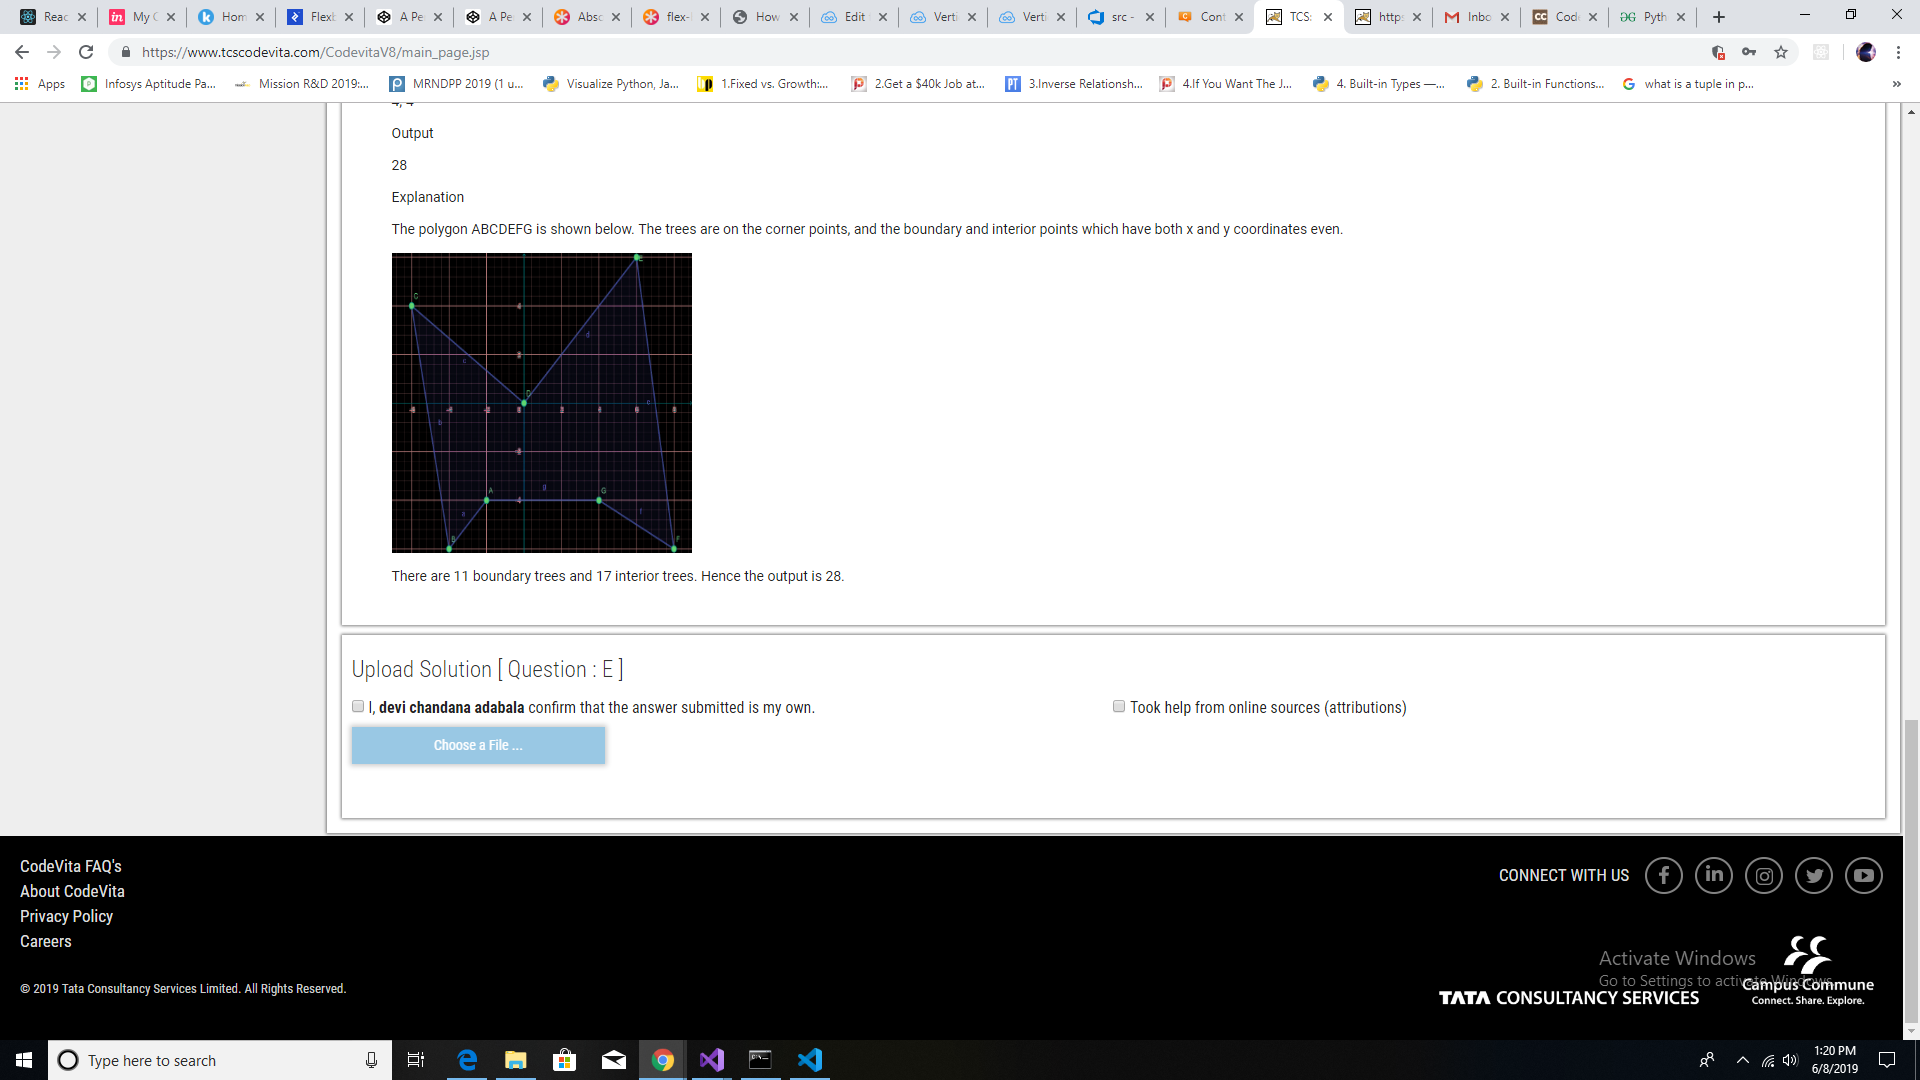 Reac
My C
Hom
Flexb
A Pe
A Pe
Abso
flex-
How
Edit
Verti
Verti
src -
Cont
TCS:
https
Inbo
Code
Pyth
https://www.tcscodevita.com/CodevitaV8/main_page.jsp
Apps
Infosys Aptitude Pa...
Mission R&D 2019:...
MRNDPP 2019 (1 u...
Visualize Python, Ja...
1.Fixed vs. Growth:...
2.Get a $40k Job at...
3.Inverse Relationsh...
4.If You Want The J...
4. Built-in Types —...
2. Built-in Functions...
what is a tuple in p...
»
4, 4
Output
28
Explanation
The polygon ABCDEFG is shown below. The trees are on the corner points, and the boundary and interior points which have both x and y coordinates even.
There are 11 boundary trees and 17 interior trees. Hence the output is 28.
Upload Solution [ Question : E ]
I, devi chandana adabala confirm that the answer submitted is my own.
Took help from online sources (attributions)
Choose a File ...
CodeVita FAQ's
About CodeVita
Privacy Policy
Careers
© 2019 Tata Consultancy Services Limited. All Rights Reserved.
CONNECT WITH US
Activate Windows
Go to Settings to activate Windows.
TATA CONSULTANCY SERVICES
Campus Commune
Connect. Share. Explore.
Type here to search
1:20 PM
6/8/2019